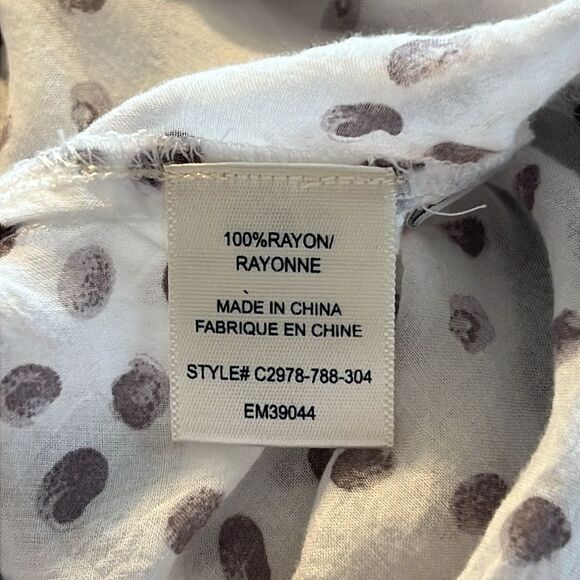 100%RAYON/
RAYONNE
MADE IN CHINA
FABRIQUE EN CHINE
STYLE# C2978-788-304
EM39044